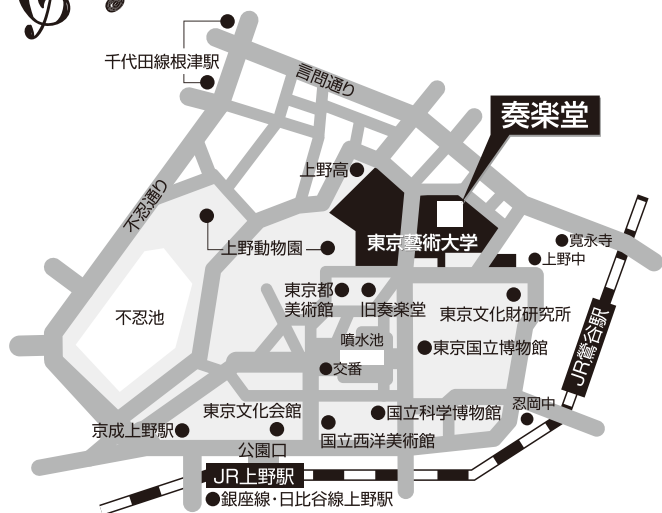 千代田線根津駅
言問通り
奏楽堂
上野高
不忍通り
東京藝術大学
寛永寺
上野中
上野動物園
東京都
美術館
旧奏楽堂
東京文化財研究所
不忍池
噴水池
東京国立博物館
JR鶯谷駅
交番
東京文化会館
国立科学博物館
忍岡中
京成上野駅
公園口
国立西洋美術館
JR上野駅
銀座線・日比谷線上野駅